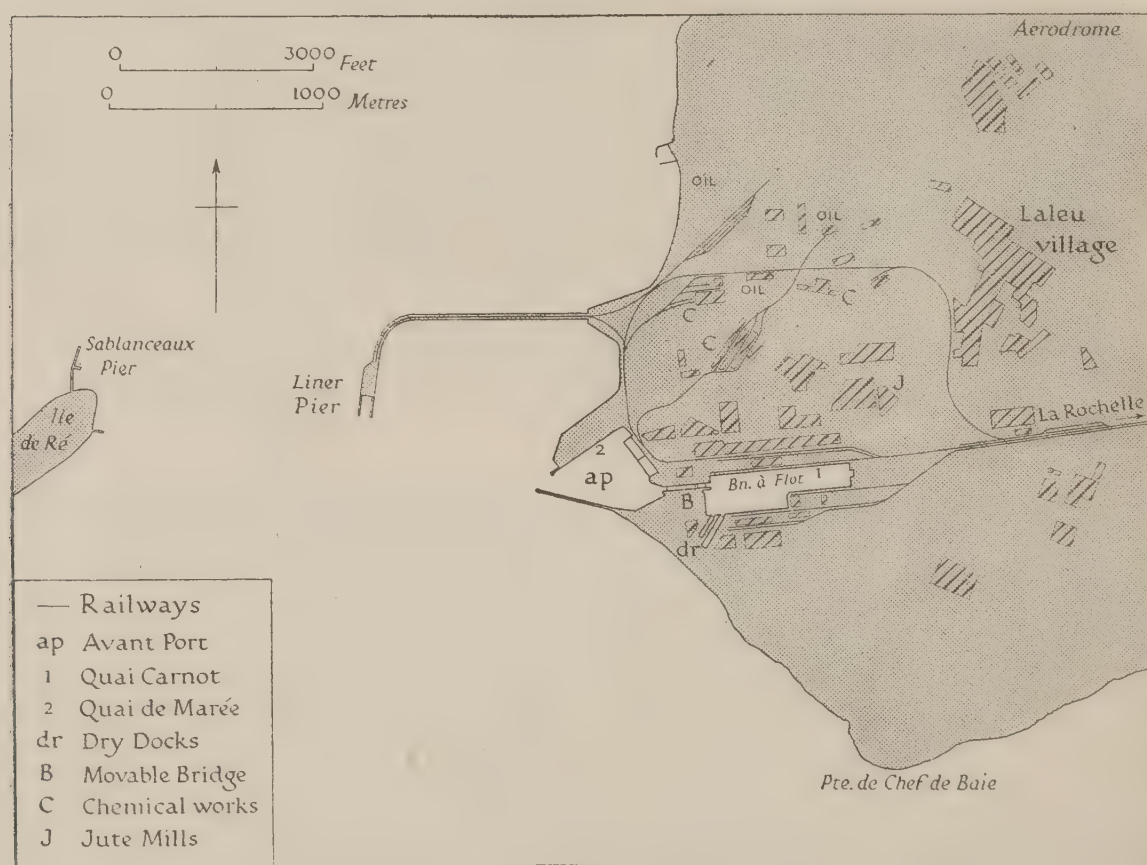 0 3000 Feet
0 1000 Metres
Aerodrome
OIL
OIL
Laleu
village
OIL
C
C
C
Sablanceaux
Pier
Liner
Pier
J
Ile
de Ré
La Rochelle
2
ap
Bn. à Flot 1
B
2
dr
— Railways
ap Avant Port
1 Quai Carnot
2 Quai de Marée
dr Dry Docks
B Movable Bridge
C Chemical works
J Jute Mills
Pte. de Chef de Baie